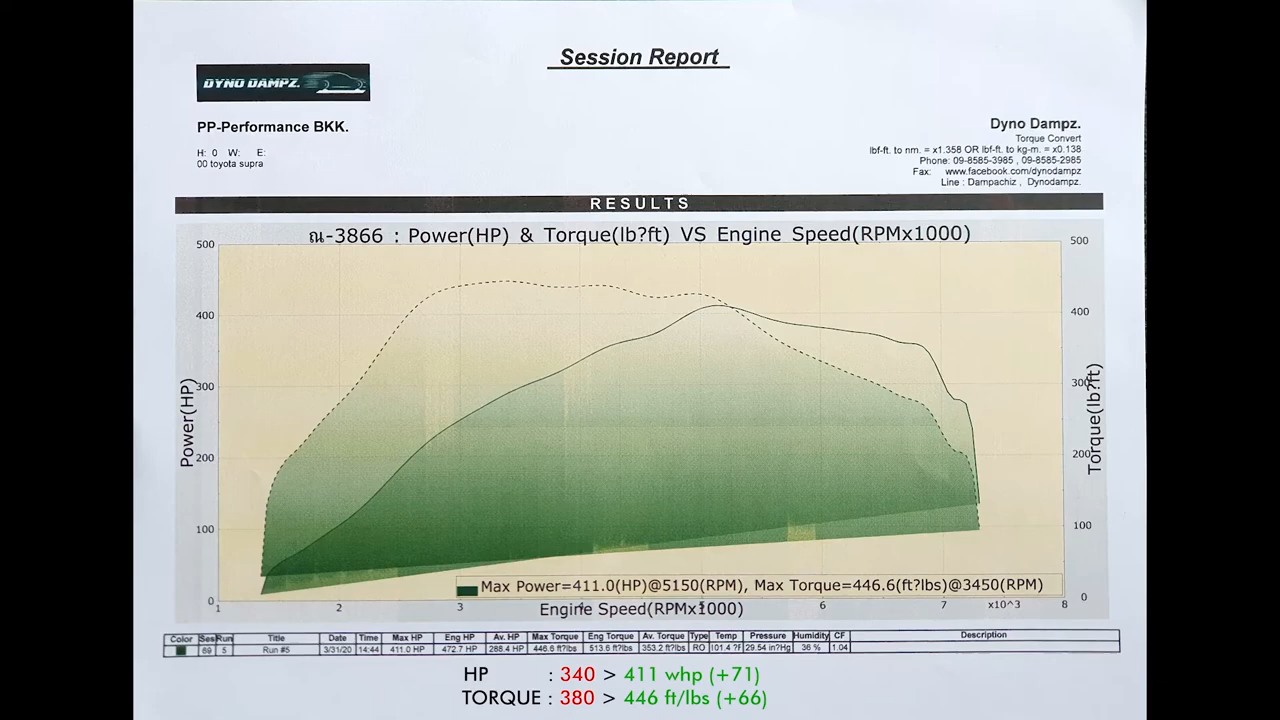 Session Report
DYNO DAMPZ.
PP-Performance BKK.
H: 0 W: E:
00 toyota supra
Dyno Dampz.
Torque Convert
lbf-ft. to nm. = x1.358 OR lbf-ft. to kg-m. = x0.138
Phone: 09-8585-3985 , 09-8585-2985
Fax: www.facebook.com/dynodampz
Line : Dampachiz , Dynodampz.
RESULTS
ณ-3866 : Power(HP) & Torque(lb?ft) VS Engine Speed(RPMx1000)
Power(HP)
500
400
300
200
100
0
Torque(lb?ft)
500
400
300
200
100
0
Max Power=411.0(HP)@5150(RPM), Max Torque=446.6(ft?lbs)@3450(RPM)
1 2 3 4 5 6 7 x10^3 8
Engine Speed(RPMx1000)
Color Ses Run Title Date Time Max HP Eng HP Av. HP Max Torque Eng Torque Av. Torque Type Temp Pressure Humidity CF Description
69 5 Run #5 3/31/20 14:44 411.0 HP 472.7 HP 288.4 HP 446.6 ft?lbs 513.6 ft?lbs 353.2 ft?lbs RO 101.4 ?F 29.54 in?Hg 36 % 1.04
HP : 340 > 411 whp (+71)
TORQUE : 380 > 446 ft/lbs (+66)